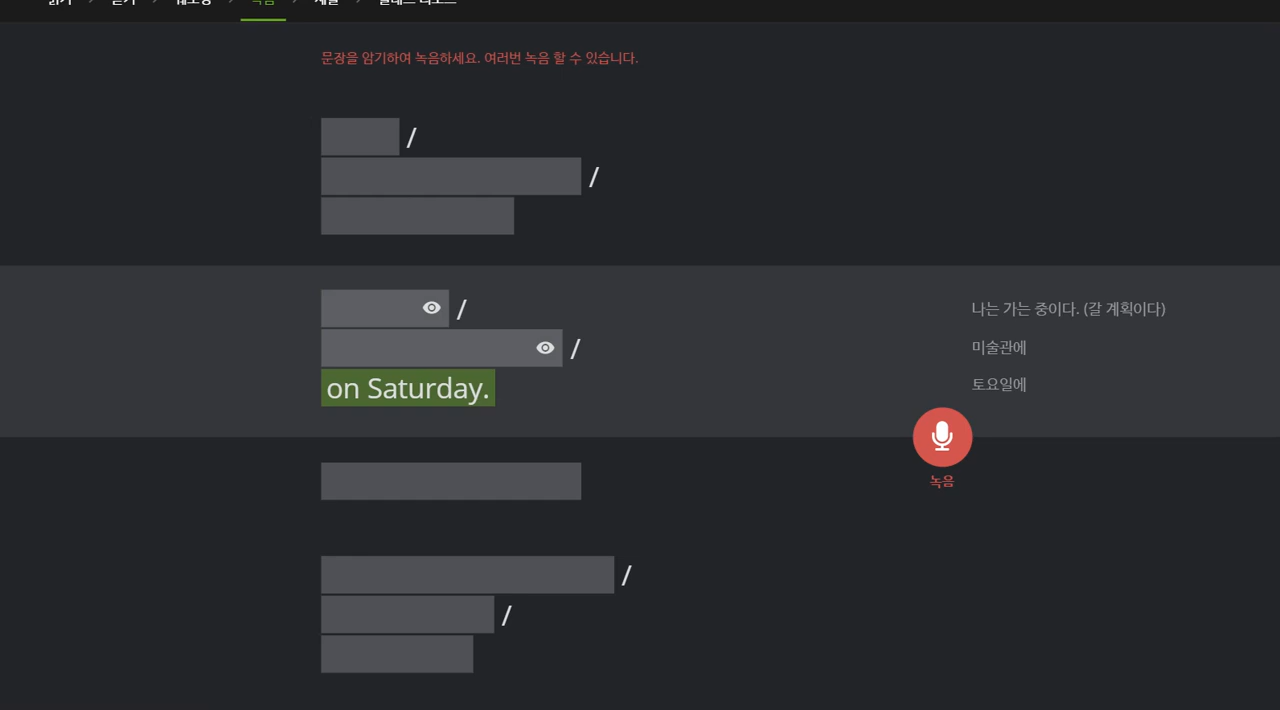 문장을 암기하여 녹음하세요. 여러번 녹음 할 수 있습니다.
/
/
/
나는 가는 중이다. (갈 계획이다)
/
미술관에
on Saturday.
토요일에
녹음
/
/